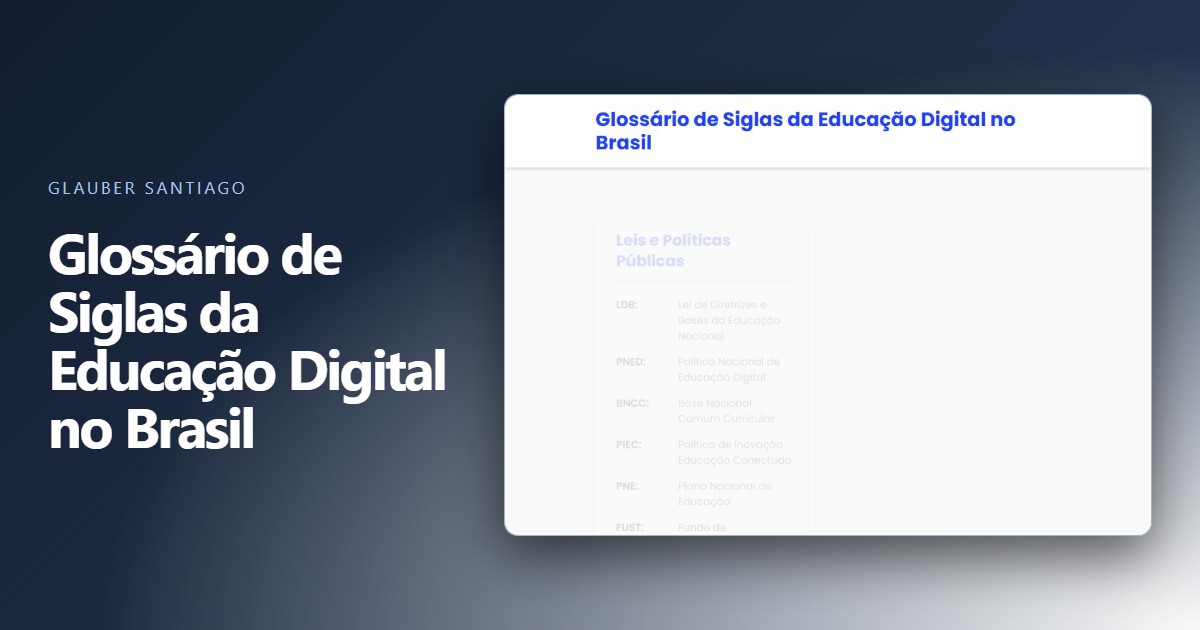 GLAUBER SANTIAGO
Glossário de
Siglas da
Educação Digital
no Brasil
Glossário de Siglas da Educação Digital no
Brasil
Leis e Políticas
Públicas
LDB: Lei de Diretrizes e
Bases da Educação
Nacional
PNED: Política Nacional de
Educação Digital
BNCC: Base Nacional
Comum Curricular
PIEC: Política de Inovação
Educação Conectada
PNE: Plano Nacional de
Educação
FUST: Fundo de